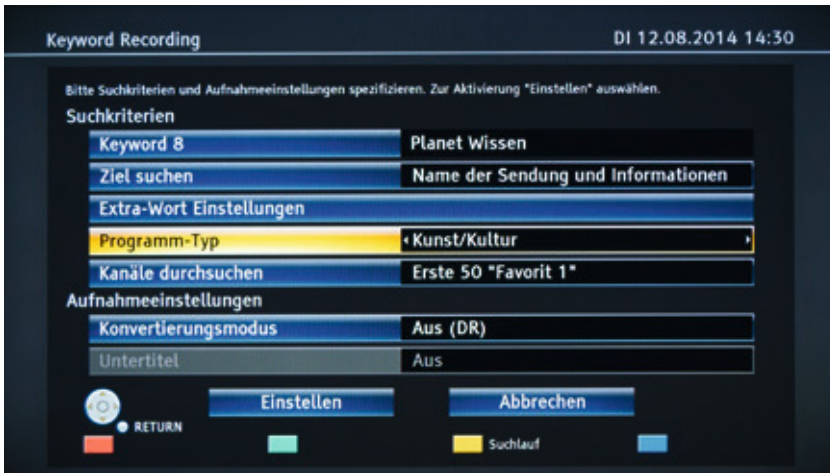 Keyword Recording DI 12.08.2014 14:30
Bitte Suchkriterien und Aufnahmeeinstellungen spezifizieren. Zur Aktivierung "Einstellen" auswählen.
Suchkriterien
Keyword 8 Planet Wissen
Ziel suchen Name der Sendung und Informationen
Extra-Wort Einstellungen
Programm-Typ Kunst/Kultur
Kanäle durchsuchen Erste 50 "Favorit 1"
Aufnahmeeinstellungen
Konvertierungsmodus Aus (DR)
Untertitel Aus
Einstellen Abbrechen
RETURN
Suchlauf